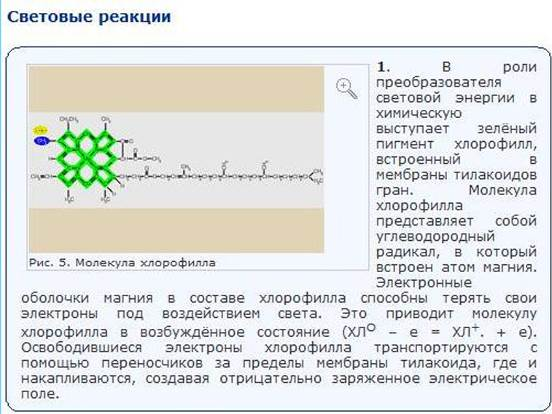 Световые реакции
1. В роли
преобразователя
световой энергии в
химическую
выступает зелёный
пигмент хлорофилл,
встроенный в
мембраны тилакоидов
гран. Молекула
хлорофилла
представляет собой
углеводородный
радикал, в который
встроен атом магния.
Электронные
Рис. 5. Молекула хлорофилла
оболочки магния в составе хлорофилла способны терять свои
электроны под воздействием света. Это приводит молекулу
хлорофилла в возбуждённое состояние (ХЛᴼ – е = ХЛ⁺. + е).
Освободившиеся электроны хлорофилла транспортируются с
помощью переносчиков за пределы мембраны тилакоида, где и
накапливаются, создавая отрицательно заряженное электрическое
поле.